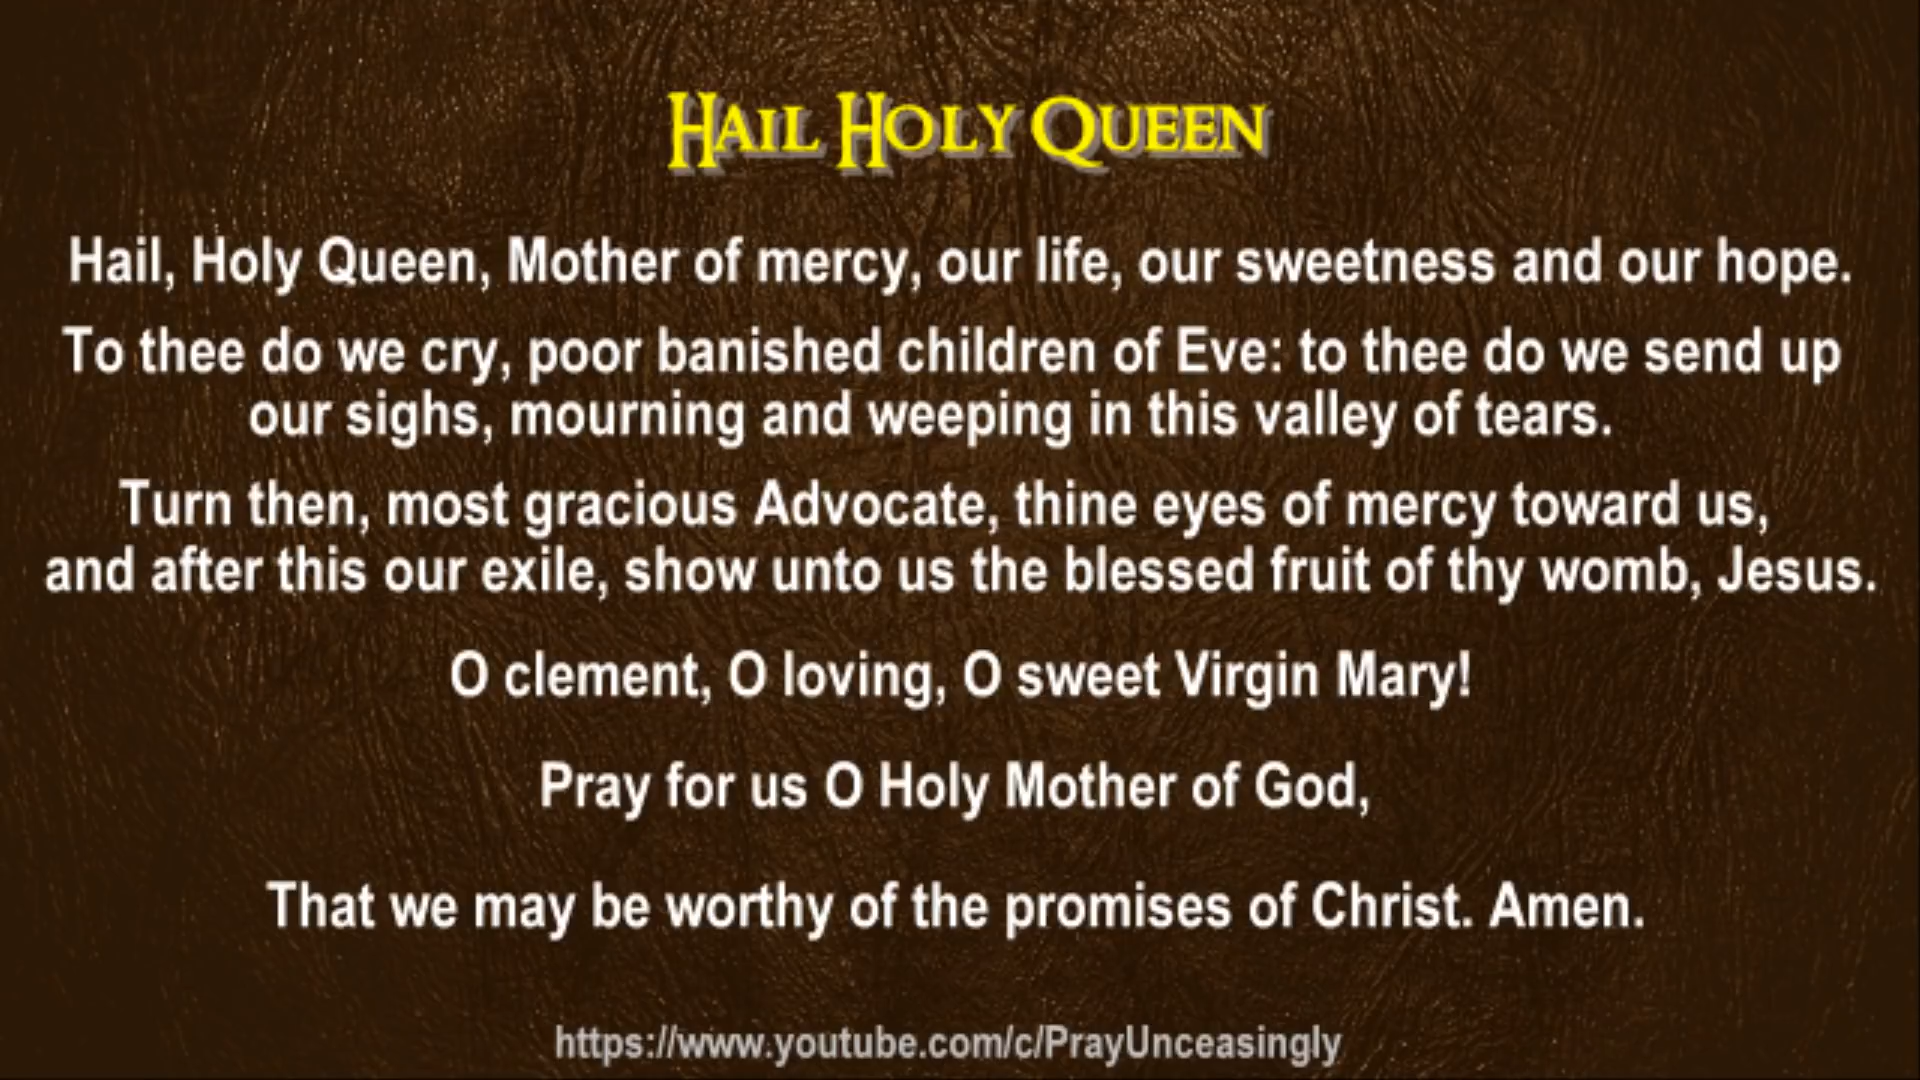 Hail Holy Queen
Hail, Holy Queen, Mother of mercy, our life, our sweetness and our hope.
To thee do we cry, poor banished children of Eve: to thee do we send up
our sighs, mourning and weeping in this valley of tears.
Turn then, most gracious Advocate, thine eyes of mercy toward us,
and after this our exile, show unto us the blessed fruit of thy womb, Jesus.
O clement, O loving, O sweet Virgin Mary!
Pray for us O Holy Mother of God,
That we may be worthy of the promises of Christ. Amen.
https://www.youtube.com/c/PrayUnceasingly